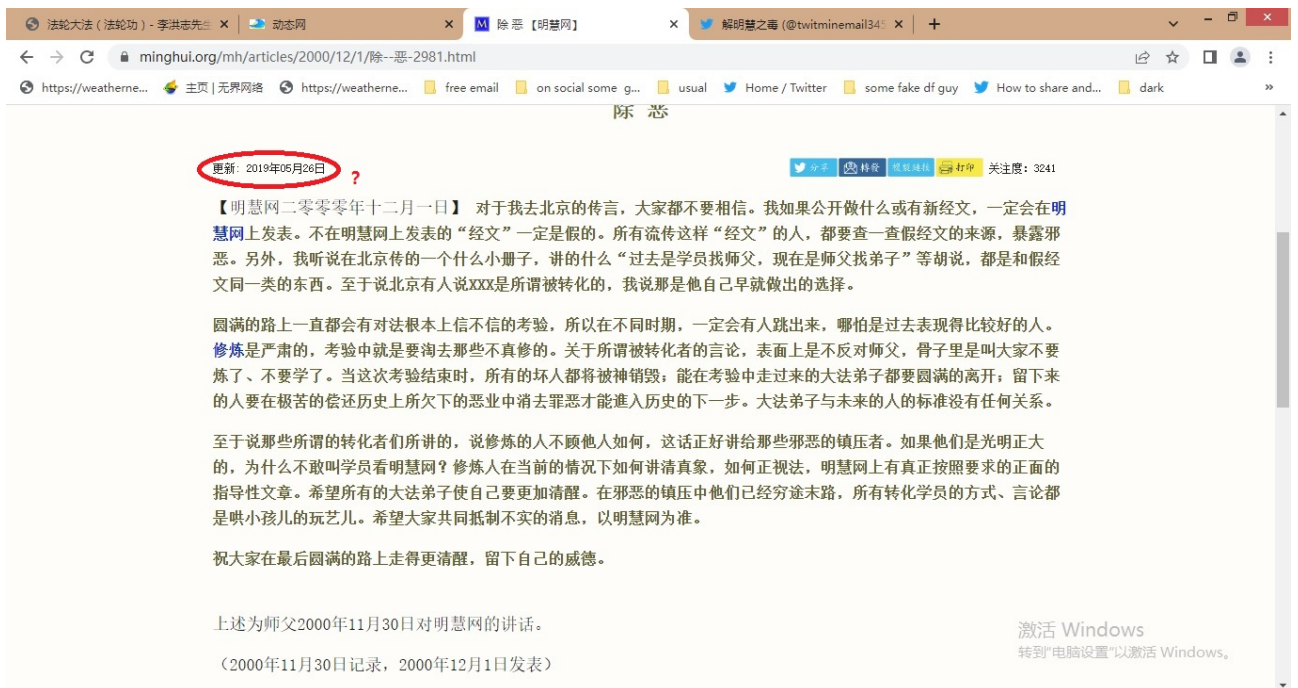 法轮大法（法轮功）- 李洪志先生
动态网
除 恶 【明慧网】
解明慧之毒 (@twitminemail345
minghui.org/mh/articles/2000/12/1/除--恶-2981.html
https://weatherne...
主页 | 无界网络
https://weatherne...
free email
on social some g...
usual
Home / Twitter
some fake df guy
How to share and...
dark
除 恶
更新: 2019年05月26日
?
分享
转发
打印
关注度: 3241
【明慧网二零零零年十二月一日】 对于我去北京的传言，大家都不要相信。我如果公开做什么或有新经文，一定会在明
慧网上发表。不在明慧网上发表的“经文”一定是假的。所有流传这样“经文”的人，都要查一查假经文的来源，暴露邪
恶。另外，我听说在北京传的一个什么小册子，讲的什么“过去是学员找师父，现在是师父找弟子”等胡说，都是和假经
文同一类的东西。至于说北京有人说XXX是所谓被转化的，我说那是他自己早就做出的选择。
圆满的路上一直都会有对法根本上信不信的考验，所以在不同时期，一定会有人跳出来，哪怕是过去表现得比较好的人。
修炼是严肃的，考验中就是要淘去那些不真修的。关于所谓被转化者的言论，表面上是不反对师父，骨子里是叫大家不要
炼了、不要学了。当这次考验结束时，所有的坏人都将被神销毁；能在考验中走过来的大法弟子都要圆满的离开；留下来
的人要在极苦的偿还历史上所欠下的恶业中消去罪恶才能進入历史的下一步。大法弟子与未来的人的标准没有任何关系。
至于说那些所谓的转化者们所讲的，说修炼的人不顾他人如何，这话正好讲给那些邪恶的镇压者。如果他们是光明正大
的，为什么不敢叫学员看明慧网？修炼人在当前的情况下如何讲清真象，如何正视法，明慧网上有真正按照要求的正面的
指导性文章。希望所有的大法弟子使自己要更加清醒。在邪恶的镇压中他们已经穷途末路，所有转化学员的方式、言论都
是哄小孩儿的玩艺儿。希望大家共同抵制不实的消息，以明慧网为准。
祝大家在最后圆满的路上走得更清醒，留下自己的威德。
上述为师父2000年11月30日对明慧网的讲话。
（2000年11月30日记录，2000年12月1日发表）
激活 Windows
转到"电脑设置"以激活 Windows。